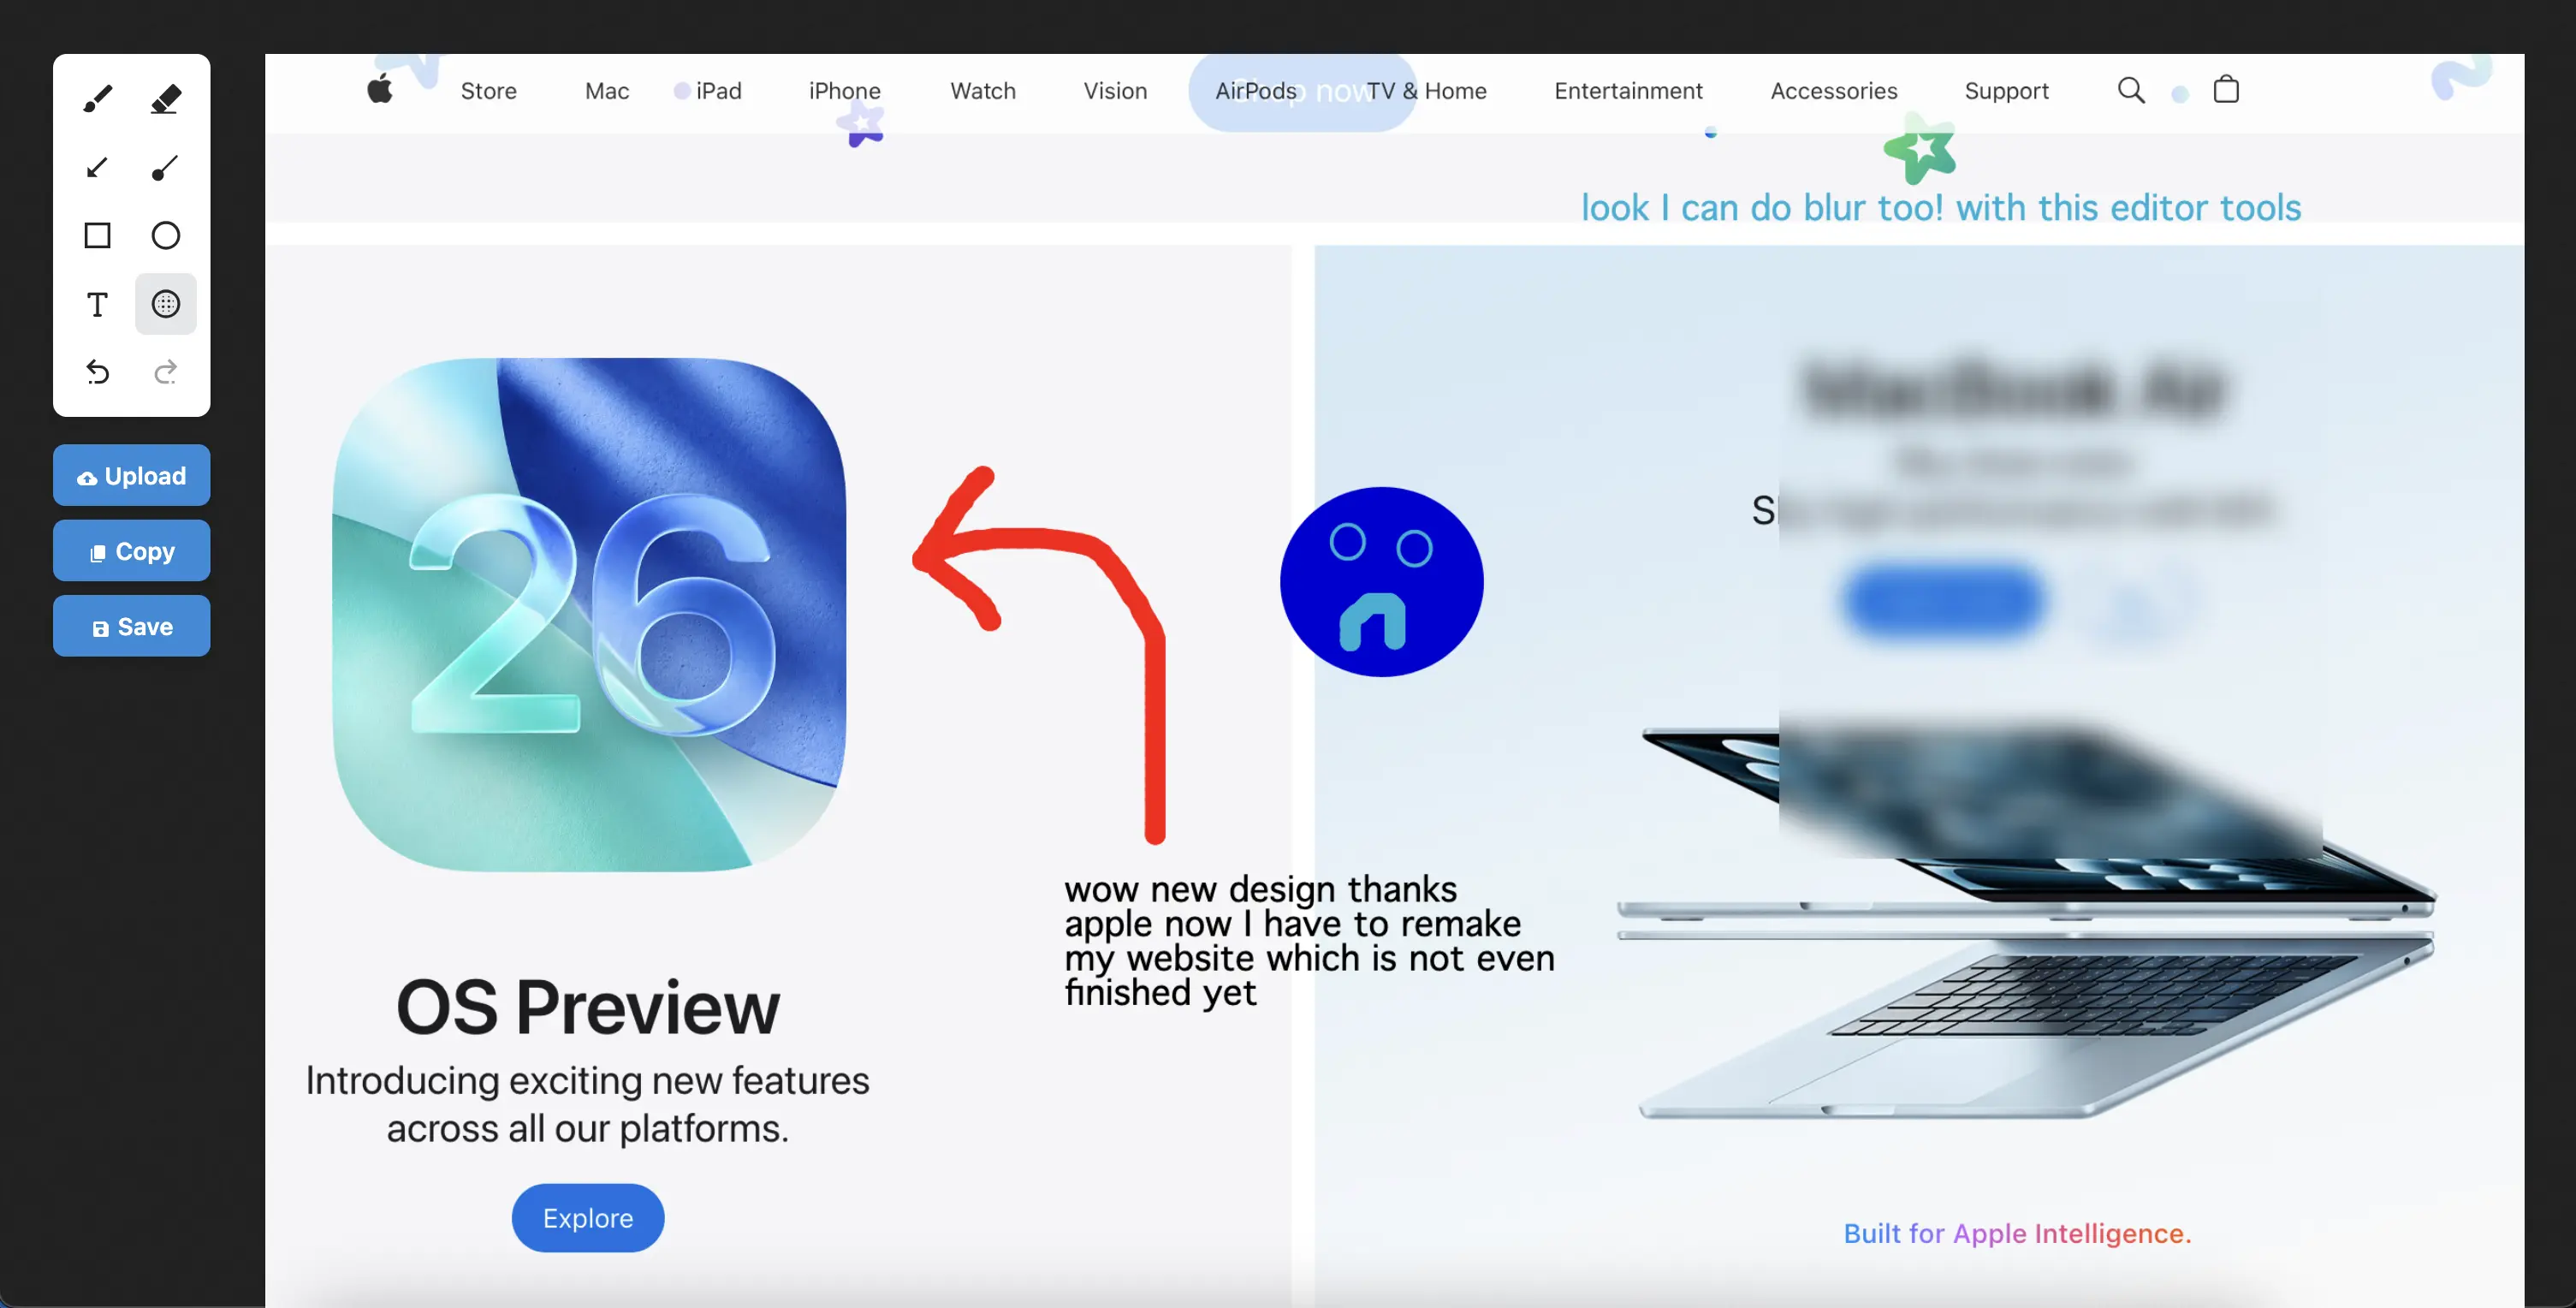 Store Mac iPad iPhone Watch Vision AirPods TV & Home Entertainment Accessories Support
Shop now
look I can do blur too! with this editor tools
T
Upload
Copy
Save
26
MacBook Air
S
wow new design thanks
apple now I have to remake
my website which is not even
finished yet
OS Preview
Introducing exciting new features
across all our platforms.
Explore
Built for Apple Intelligence.